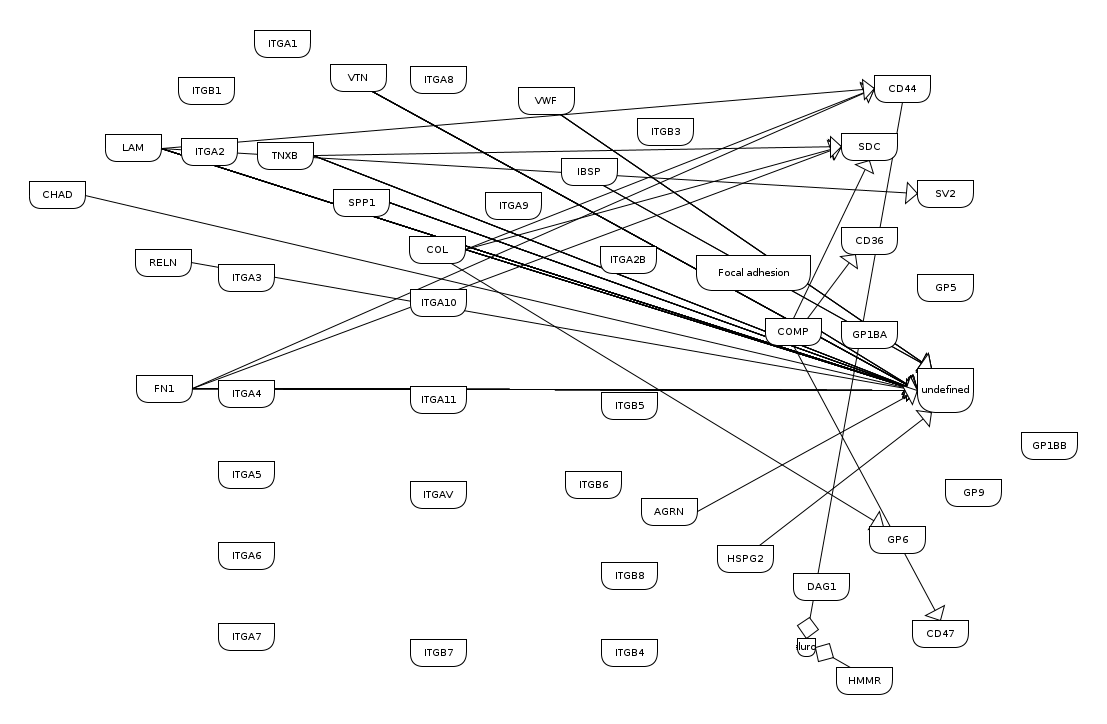 ITGA1
VTN
ITGA8
ITGB1
VWF
CD44
ITGB3
LAM
ITGA2
TNXB
SDC
IBSP
CHAD
SPP1
ITGA9
SV2
COL
CD36
RELN
ITGA3
ITGA2B
Focal adhesion
GP5
ITGA10
COMP
GP1BA
FN1
ITGA4
ITGA11
ITGB5
undefined
GP1BB
ITGA5
ITGAV
ITGB6
GP9
AGRN
GP6
ITGA6
HSPG2
ITGB8
DAG1
ITGA7
CD47
ITGB7
ITGB4
HMMR